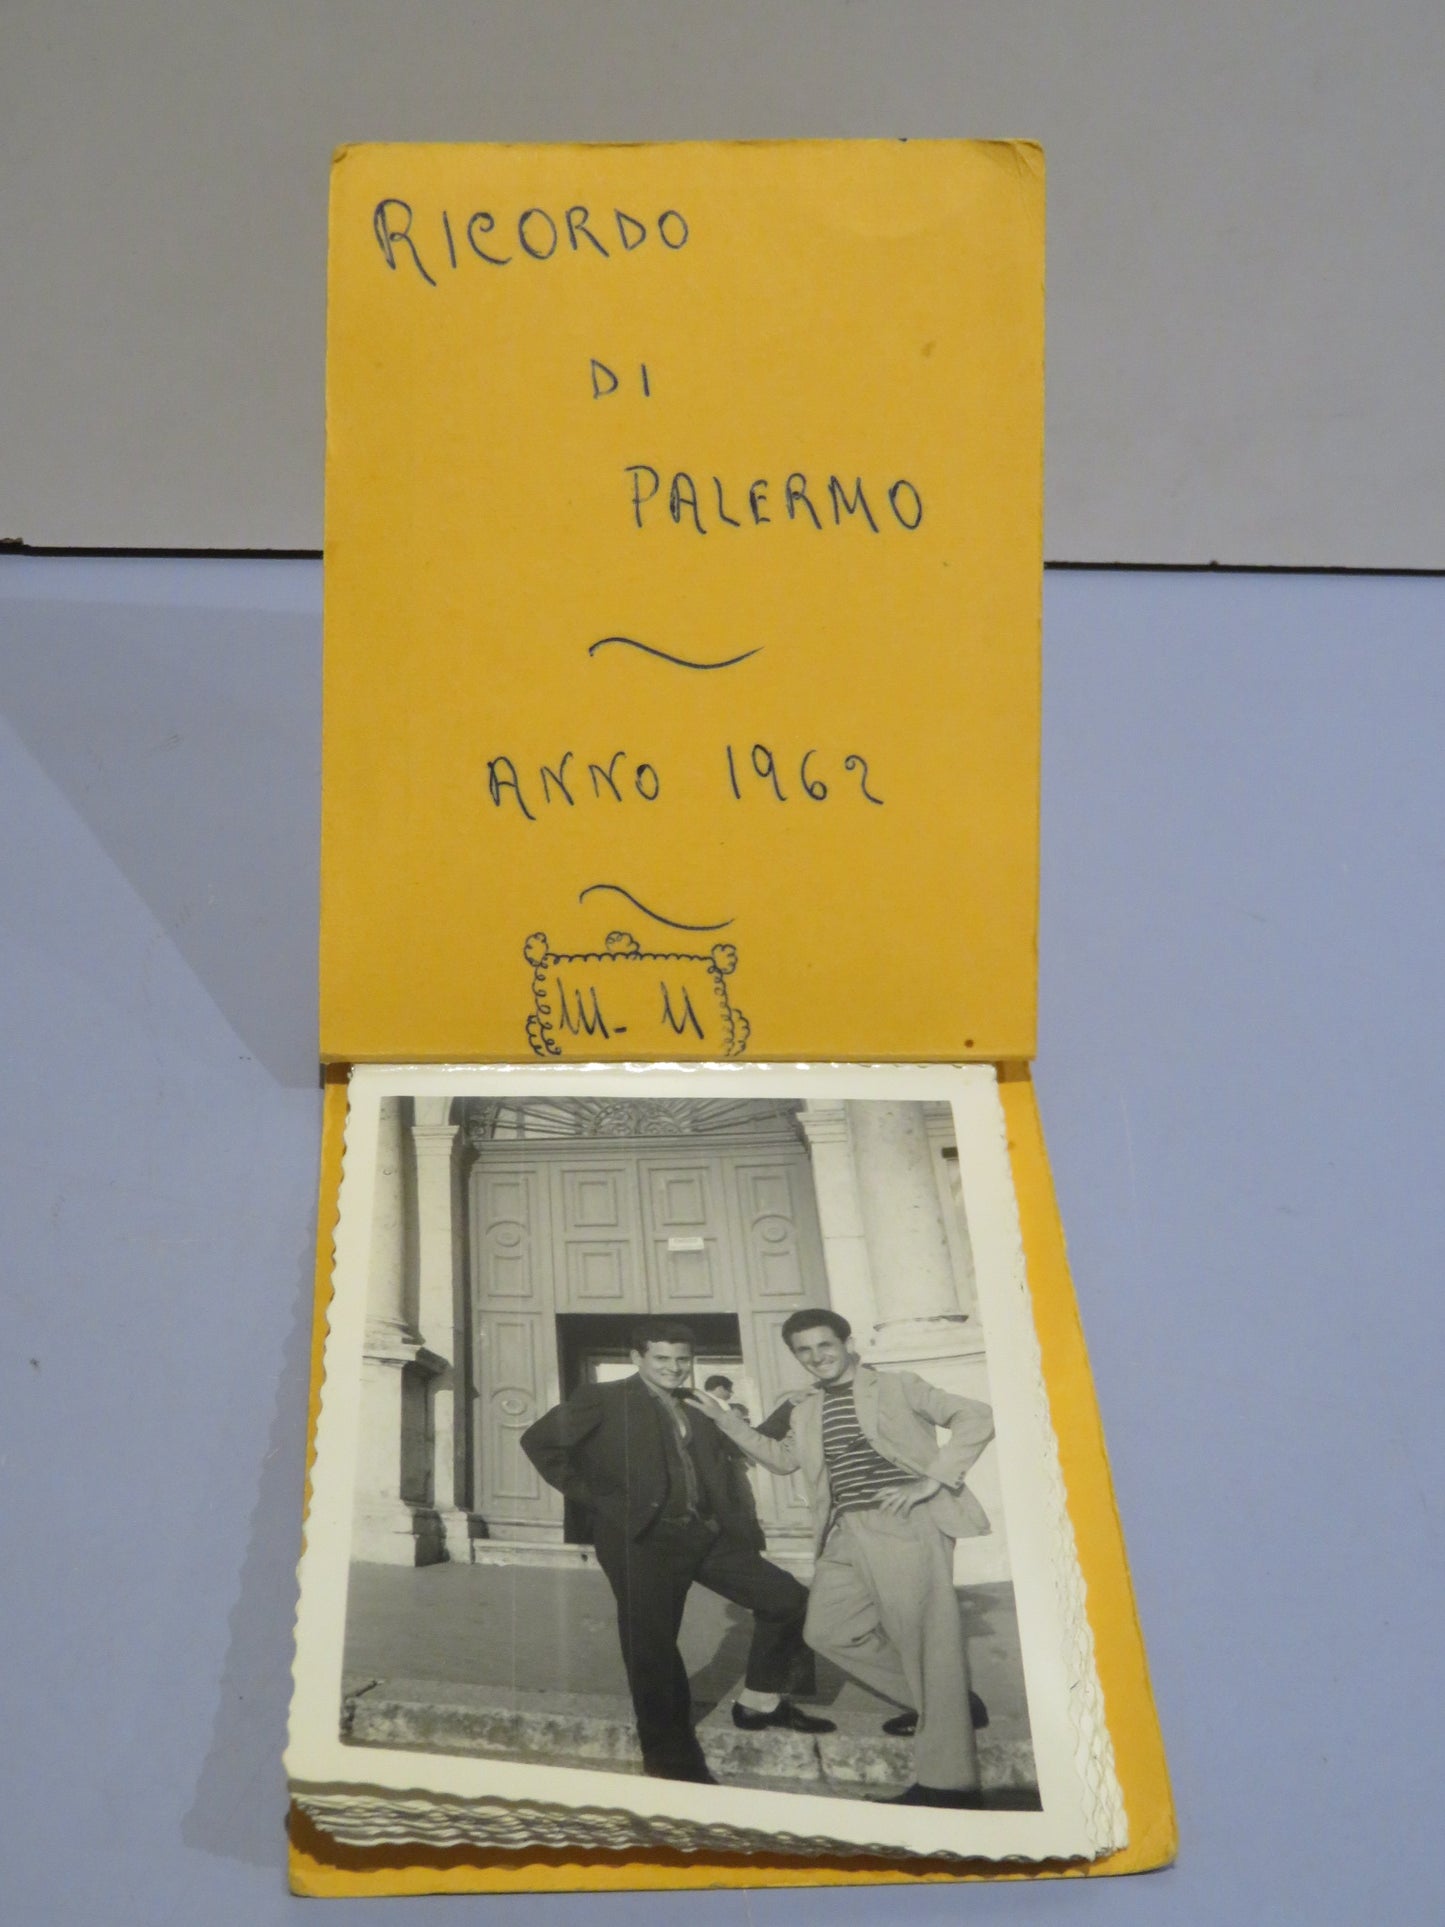 RICORDO
DI
PALERMO
ANNO 1962